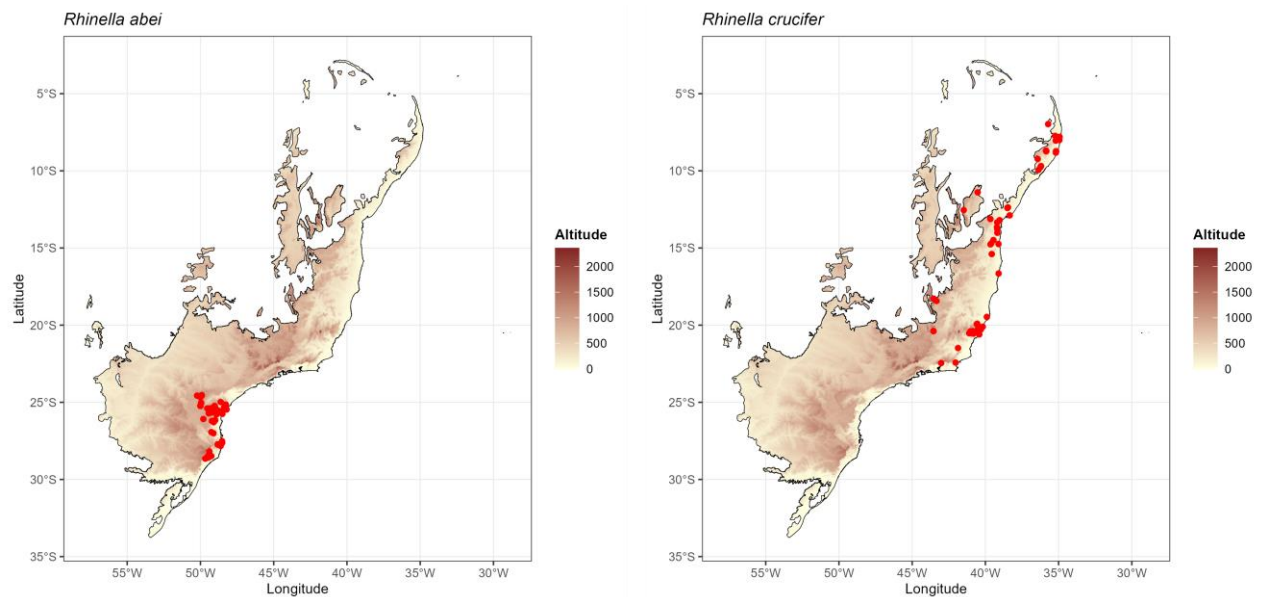 Rhinella abei
5°S
10°S
15°S
20°S
25°S
30°S
35°S
Latitude
55°W 50°W 45°W 40°W 35°W 30°W
Longitude
Altitude
2000
1500
1000
500
0
Rhinella crucifer
5°S
10°S
15°S
20°S
25°S
30°S
35°S
Latitude
55°W 50°W 45°W 40°W 35°W 30°W
Longitude
Altitude
2000
1500
1000
500
0